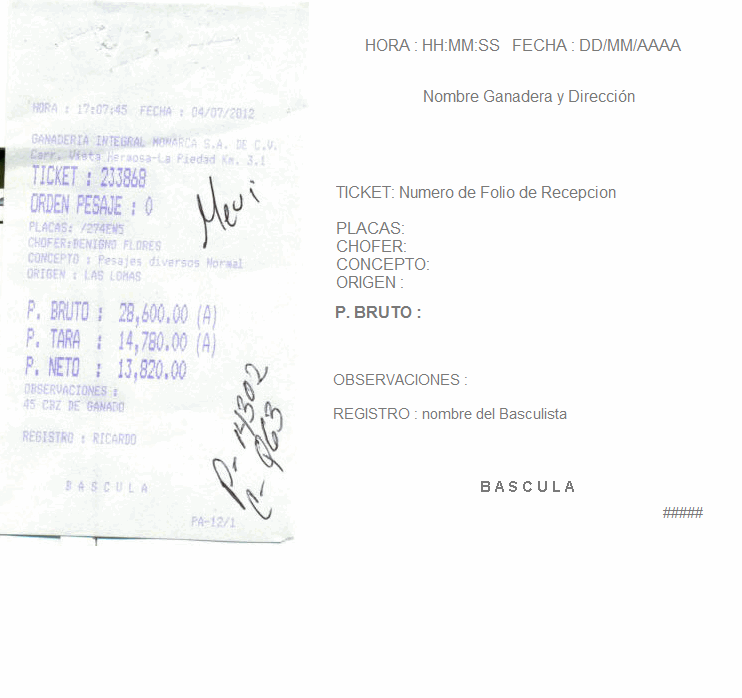 HORA : 17:07:45 FECHA : 04/07/2012
GANADERIA INTEGRAL MONARCA S.A. DE C.V.
Carr. Vista Hermosa-La Piedad Km. 3.1
TICKET : 233868
ORDEN PESAJE : 0
PLACAS: /274EW5
CHOFER:BENIGNO FLORES
CONCEPTO : Pesajes diversos Normal
ORIGEN : LAS LOMAS
P. BRUTO : 28,600.00 (A)
P. TARA : 14,780.00 (A)
P. NETO : 13,820.00
OBSERVACIONES :
45 CBZ DE GANADO
REGISTRO : RICARDO
B A S C U L A
PA-12/1
P- 14302
C- 963
HORA : HH:MM:SS FECHA : DD/MM/AAAA
Nombre Ganadera y Dirección
TICKET: Numero de Folio de Recepcion
PLACAS:
CHOFER:
CONCEPTO:
ORIGEN :
P. BRUTO :
OBSERVACIONES :
REGISTRO : nombre del Basculista
B A S C U L A
#####